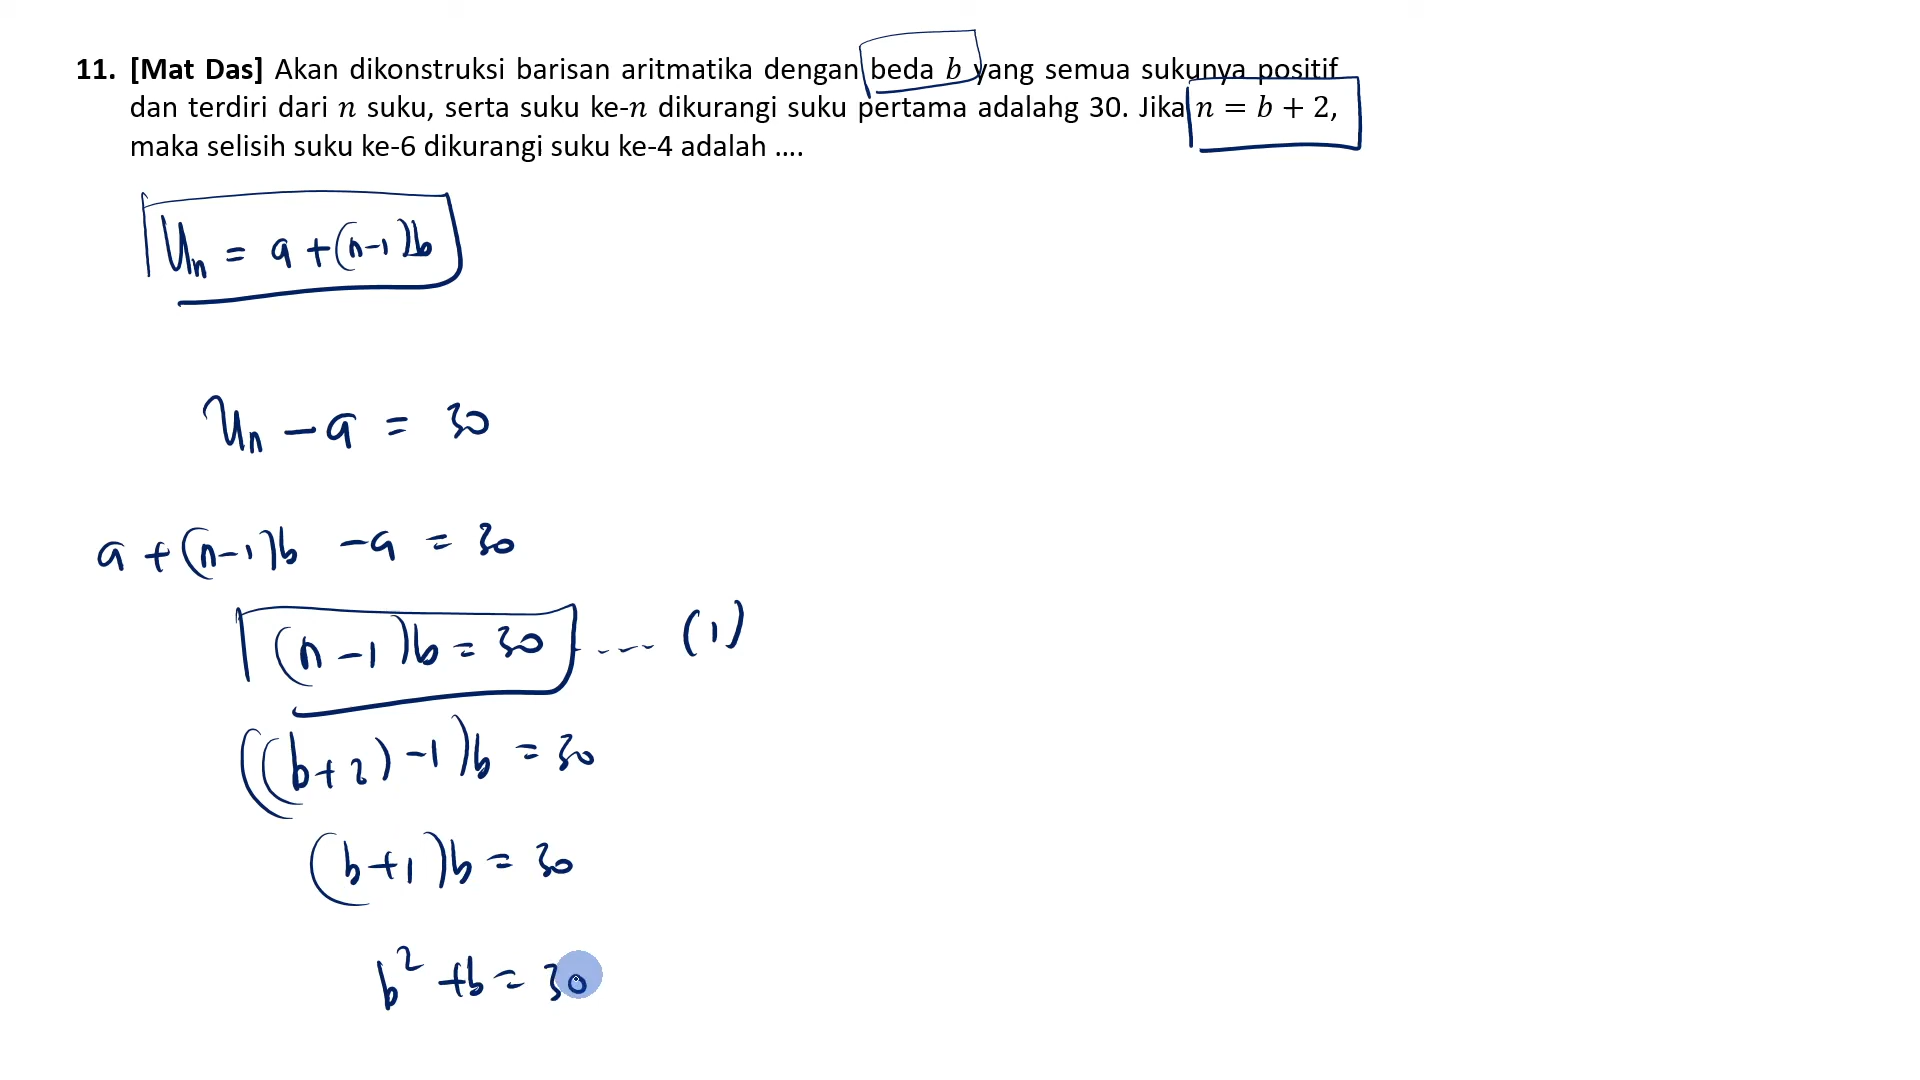 11. [Mat Das] Akan dikonstruksi barisan aritmatika dengan beda b yang semua sukunya positif
dan terdiri dari n suku, serta suku ke-n dikurangi suku pertama adalahg 30. Jika n = b + 2,
maka selisih suku ke-6 dikurangi suku ke-4 adalah ....
Un = a + (n-1)b
Un - a = 30
a + (n-1)b - a = 30
(n-1)b = 30 .... (1)
((b+2)-1)b = 30
(b+1)b = 30
b² + b = 30